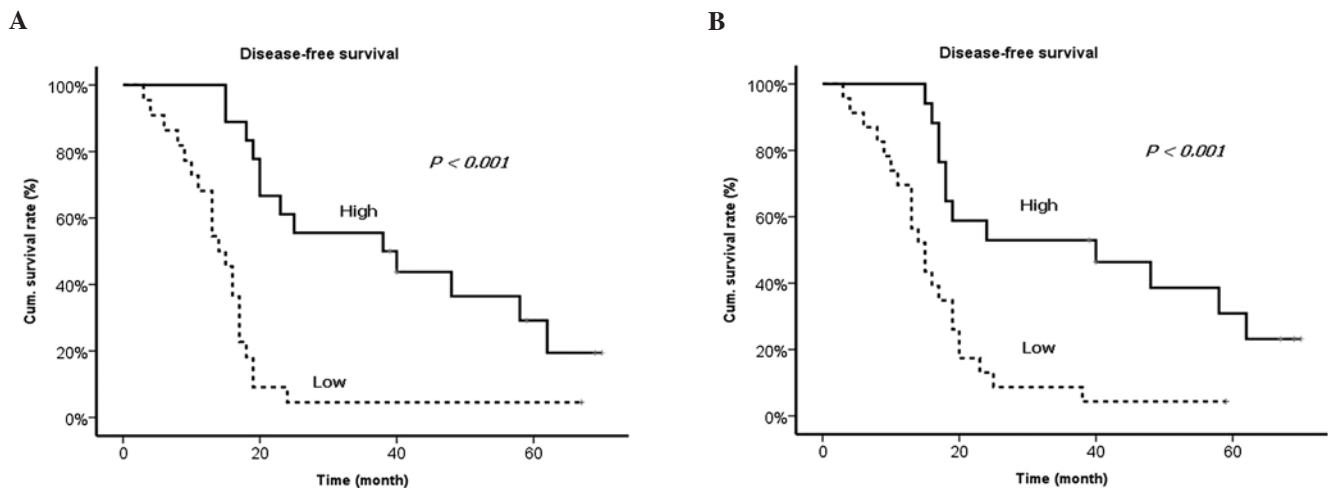 A
Disease-free survival
100%
80%
60%
40%
20%
0%
Cum. survival rate (%)
P < 0.001
High
Low
0 20 40 60
Time (month)
B
Disease-free survival
100%
80%
60%
40%
20%
0%
Cum. survival rate (%)
P < 0.001
High
Low
0 20 40 60
Time (month)